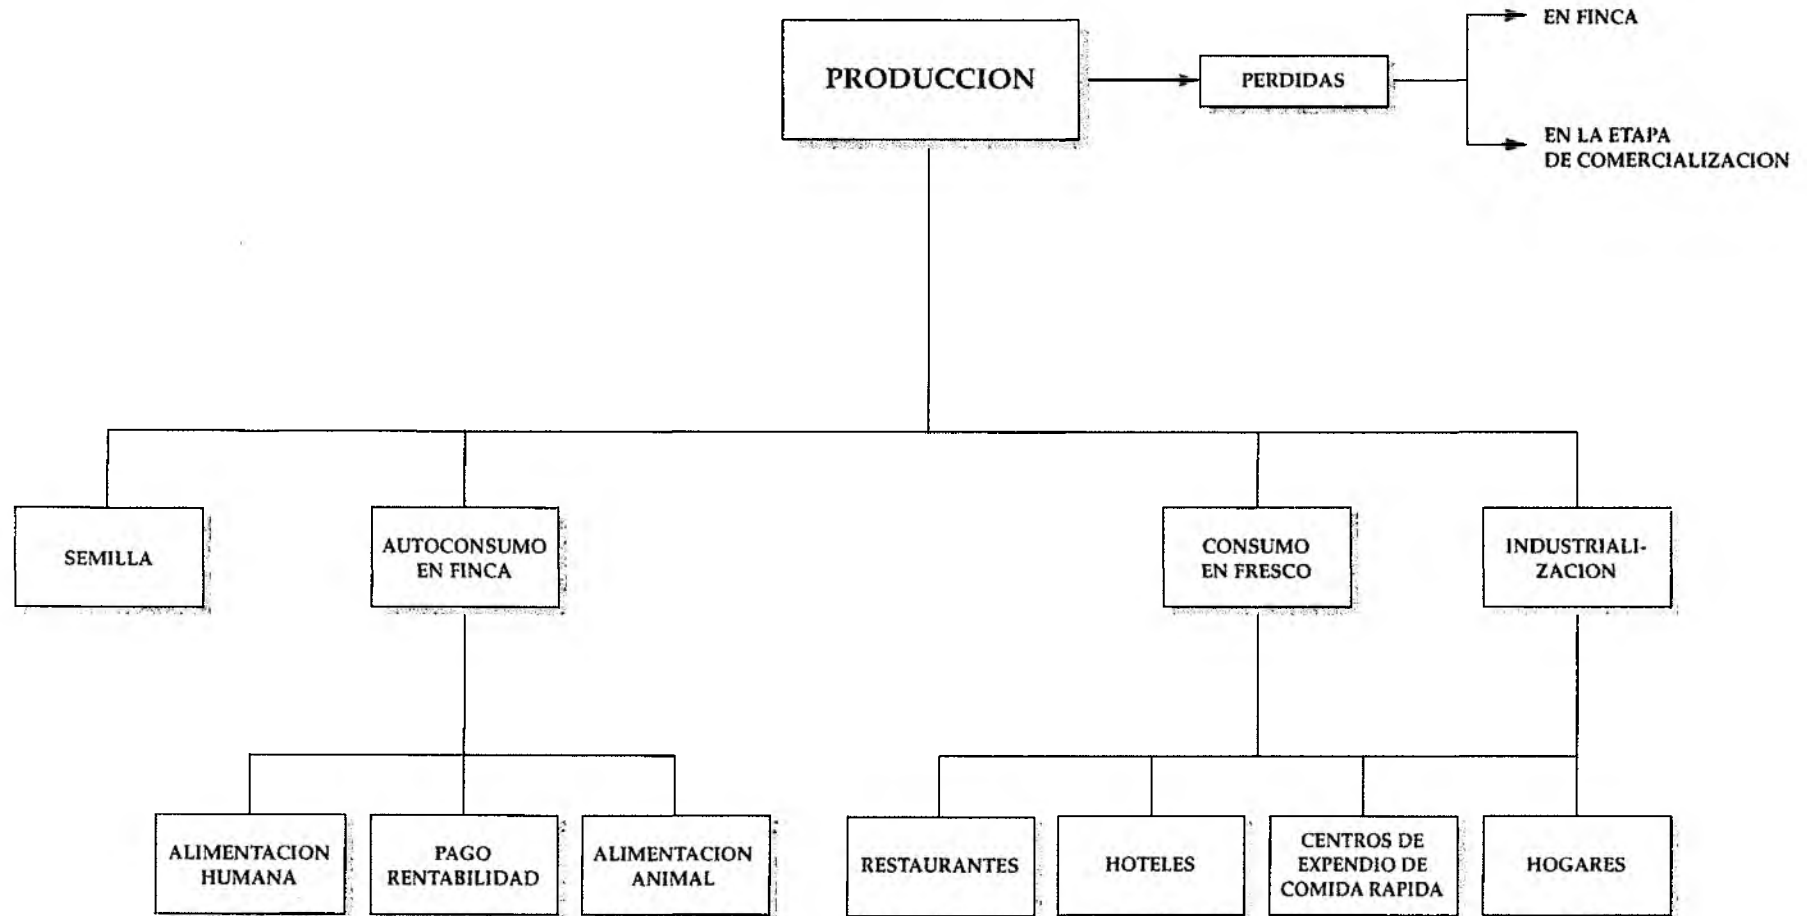 EN FINCA
PRODUCCION
PERDIDAS
EN LA ETAPA
DE COMERCIALIZACION
SEMILLA
AUTOCONSUMO
EN FINCA
CONSUMO
EN FRESCO
INDUSTRIALI-
ZACION
ALIMENTACION
HUMANA
PAGO
RENTABILIDAD
ALIMENTACION
ANIMAL
RESTAURANTES
HOTELES
CENTROS DE
EXPENDIO DE
COMIDA RAPIDA
HOGARES